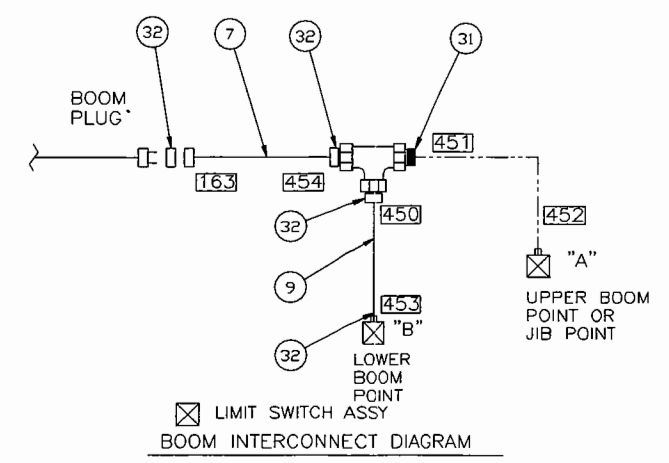 32
7
32
31
BOOM
PLUG
451
163
454
450
452
32
"A"
9
UPPER BOOM
POINT OR
JIB POINT
453
"B"
32
LOWER
BOOM
POINT
LIMIT SWITCH ASSY
BOOM INTERCONNECT DIAGRAM